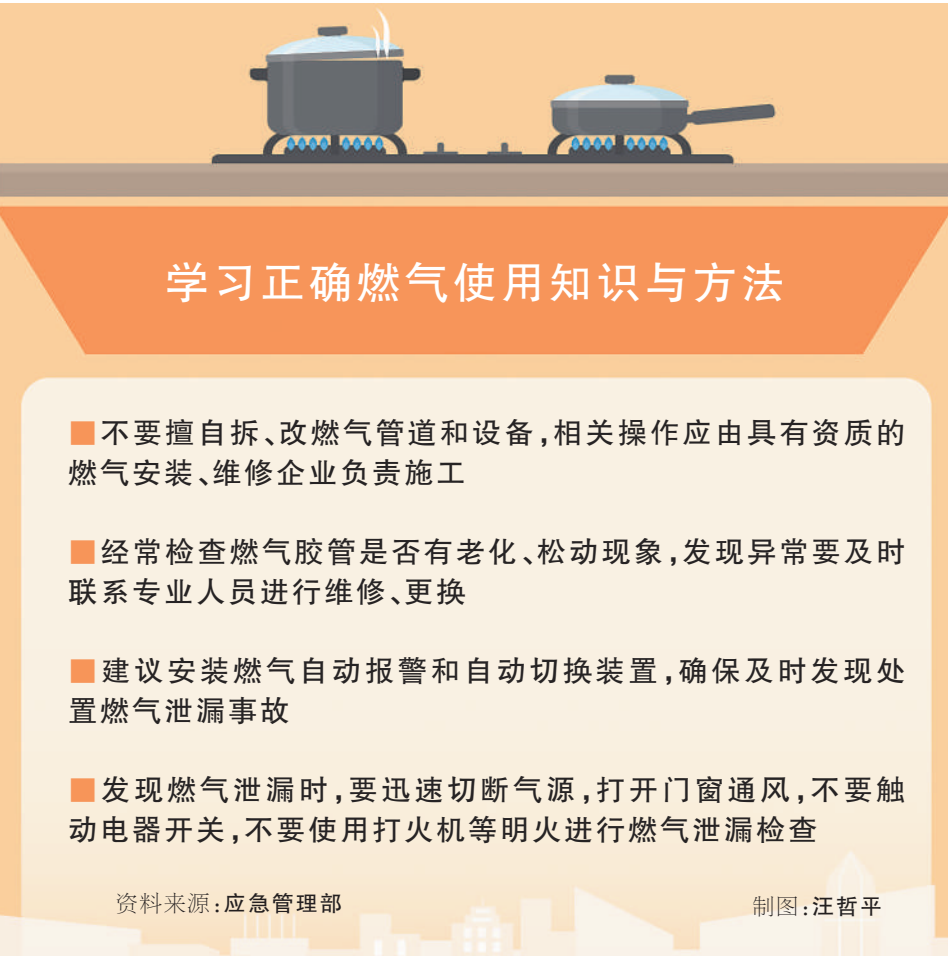 学习正确燃气使用知识与方法
■不要擅自拆、改燃气管道和设备,相关操作应由具有资质的
燃气安装、维修企业负责施工
■经常检查燃气胶管是否有老化、松动现象,发现异常要及时
联系专业人员进行维修、更换
■建议安装燃气自动报警和自动切换装置,确保及时发现处
置燃气泄漏事故
■发现燃气泄漏时,要迅速切断气源,打开门窗通风,不要触
动电器开关,不要使用打火机等明火进行燃气泄漏检查
资料来源:应急管理部
制图:汪哲平